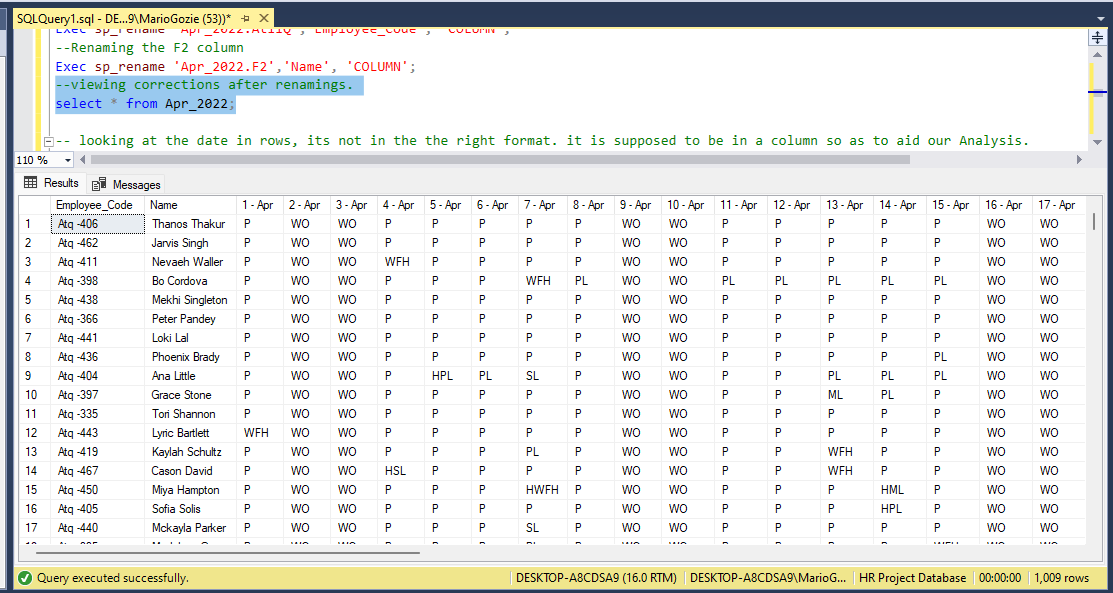 SQLQuery1.sql - DE...9\MarioGozie (53))*
Exec sp_rename 'Apr_2022.AtliQ','Employee_Code', 'COLUMN';
--Renaming the F2 column
Exec sp_rename 'Apr_2022.F2','Name', 'COLUMN';
--viewing corrections after renamings.
select * from Apr_2022;
-- looking at the date in rows, its not in the the right format. it is supposed to be in a column so as to aid our Analysis.
110 %
Results Messages
Employee_Code Name 1 - Apr 2 - Apr 3 - Apr 4 - Apr 5 - Apr 6 - Apr 7 - Apr 8 - Apr 9 - Apr 10 - Apr 11 - Apr 12 - Apr 13 - Apr 14 - Apr 15 - Apr 16 - Apr 17 - Apr
1 Atq -406 Thanos Thakur P WO WO P P P P P WO WO P P P P P WO WO
2 Atq -462 Jarvis Singh P WO WO P P P P P WO WO P P P P P WO WO
3 Atq -411 Nevaeh Waller P WO WO WFH P P P P WO WO P P P P P WO WO
4 Atq -398 Bo Cordova P WO WO P P P WFH PL WO WO PL PL PL PL PL WO WO
5 Atq -438 Mekhi Singleton P WO WO P P P P P WO WO P P P P P WO WO
6 Atq -366 Peter Pandey P WO WO P P P P P WO WO P P P P P WO WO
7 Atq -441 Loki Lal P WO WO P P P P P WO WO P P P P P WO WO
8 Atq -436 Phoenix Brady P WO WO P P P P P WO WO P P P P PL WO WO
9 Atq -404 Ana Little P WO WO P HPL PL SL P WO WO P P PL PL PL WO WO
10 Atq -397 Grace Stone P WO WO P P P P P WO WO P P ML PL P WO WO
11 Atq -335 Tori Shannon P WO WO P P P P P WO WO P P P P P WO WO
12 Atq -443 Lyric Bartlett WFH WO WO P P P P P WO WO P P P P P WO WO
13 Atq -419 Kaylah Schultz P WO WO P P P PL P WO WO P P WFH P P WO WO
14 Atq -467 Cason David P WO WO HSL P P P P WO WO P P WFH P P WO WO
15 Atq -450 Miya Hampton P WO WO P P P HWFH P WO WO P P P HML P WO WO
16 Atq -405 Sofia Solis P WO WO P P P P P WO WO P P P HPL P WO WO
17 Atq -440 Mckayla Parker P WO WO P P P SL P WO WO P P P P P WO WO
Query executed successfully. DESKTOP-A8CDSA9 (16.0 RTM) DESKTOP-A8CDSA9\MarioG... HR Project Database 00:00:00 1,009 rows